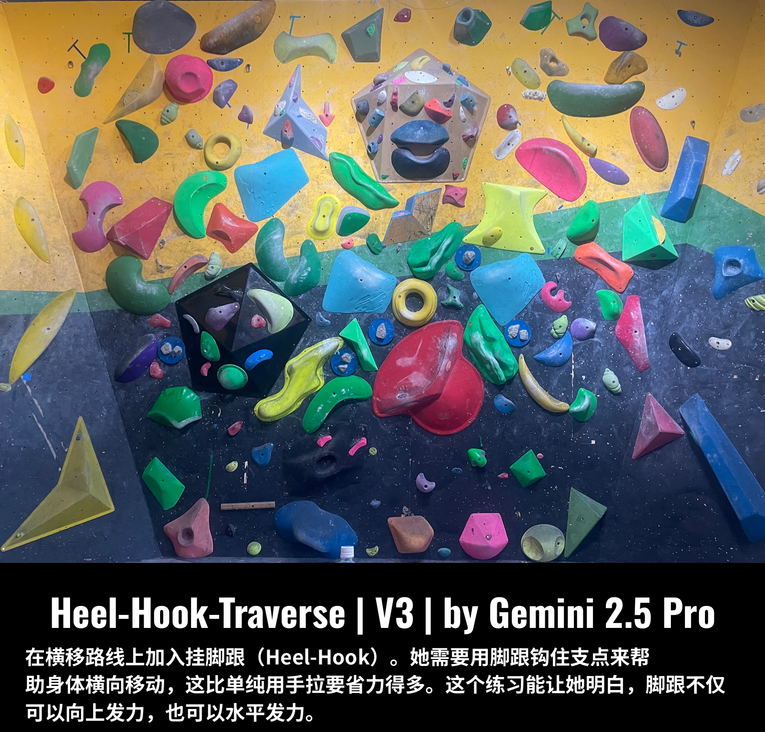 Heel-Hook-Traverse | V3 | by Gemini 2.5 Pro
在横移路线上加入挂脚跟（Heel-Hook）。她需要用脚跟钩住支点来帮
助身体横向移动，这比单纯用手拉要省力得多。这个练习能让她明白，脚跟不仅
可以向上发力，也可以水平发力。